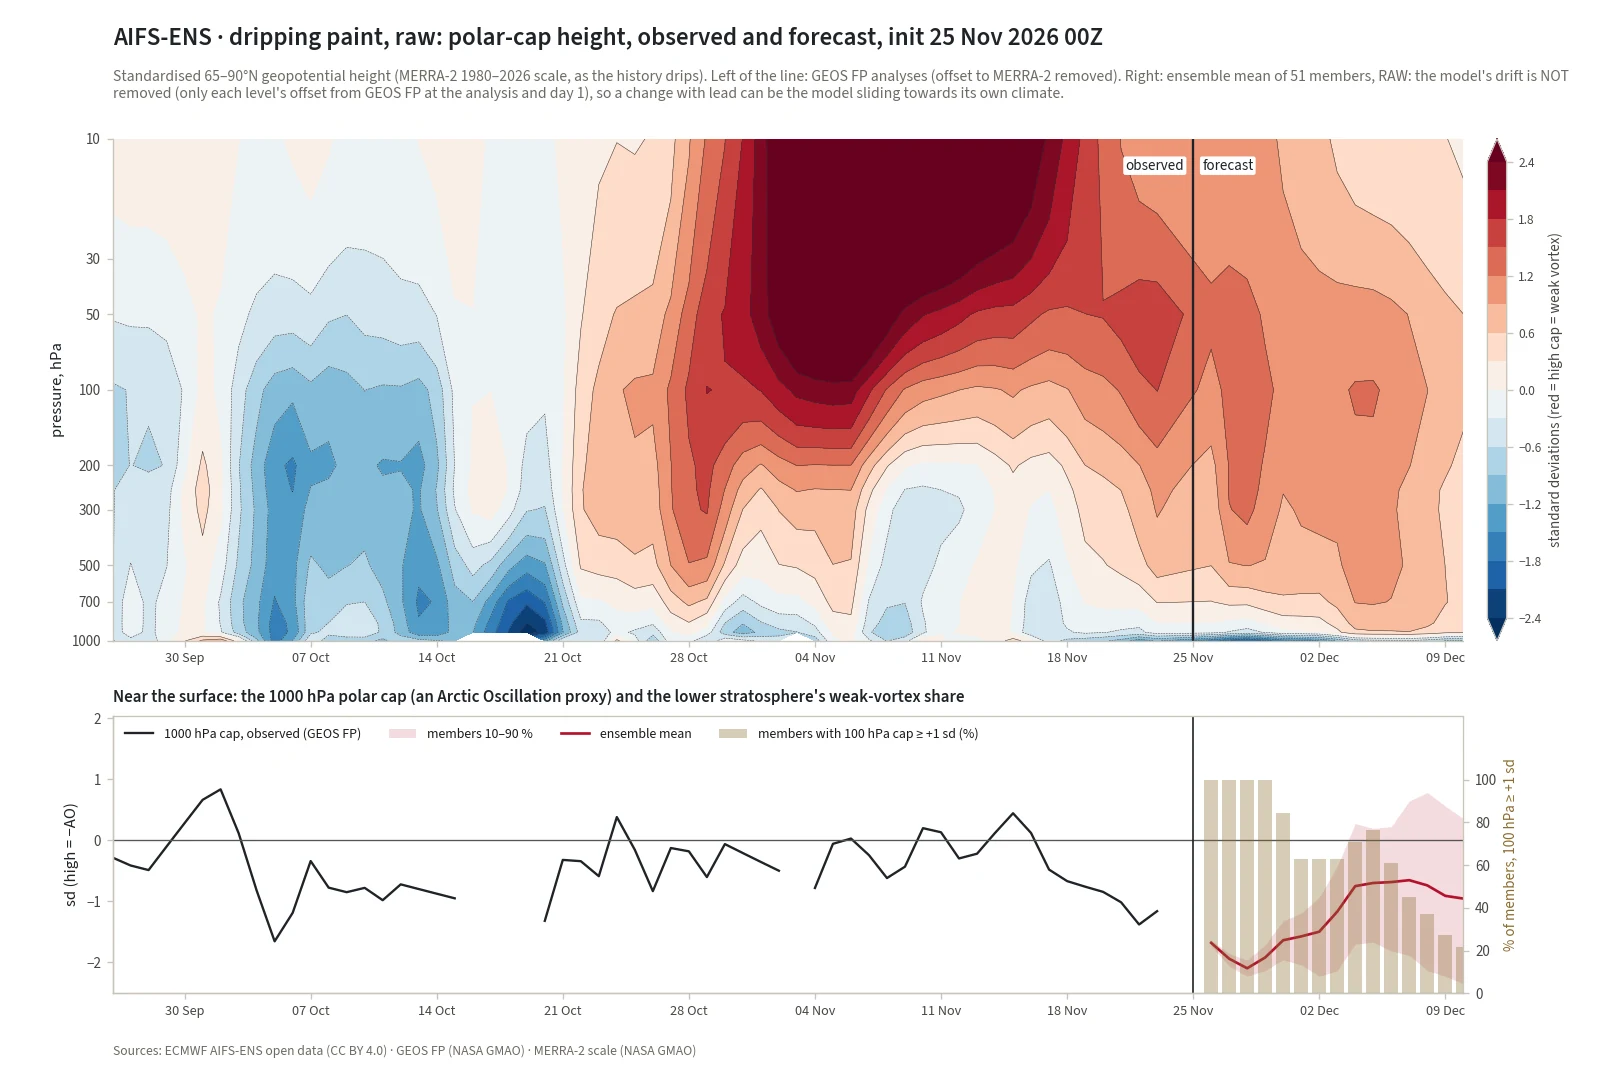 AIFS-ENS · dripping paint, raw: polar-cap height, observed and forecast, init 25 Nov 2026 00Z
Standardised 65–90°N geopotential height (MERRA-2 1980–2026 scale, as the history drips). Left of the line: GEOS FP analyses (offset to MERRA-2 removed). Right: ensemble mean of 51 members, RAW: the model's drift is NOT
removed (only each level's offset from GEOS FP at the analysis and day 1), so a change with lead can be the model sliding towards its own climate.
pressure, hPa
10
30
50
100
200
300
500
700
1000
observed
forecast
30 Sep
07 Oct
14 Oct
21 Oct
28 Oct
04 Nov
11 Nov
18 Nov
25 Nov
02 Dec
09 Dec
2.4
1.8
1.2
0.6
0.0
−0.6
−1.2
−1.8
−2.4
standard deviations (red = high cap = weak vortex)
Near the surface: the 1000 hPa polar cap (an Arctic Oscillation proxy) and the lower stratosphere's weak-vortex share
1000 hPa cap, observed (GEOS FP)
members 10–90 %
ensemble mean
members with 100 hPa cap ≥ +1 sd (%)
sd (high = −AO)
2
1
0
−1
−2
100
80
60
40
20
0
% of members, 100 hPa ≥ +1 sd
30 Sep
07 Oct
14 Oct
21 Oct
28 Oct
04 Nov
11 Nov
18 Nov
25 Nov
02 Dec
09 Dec
Sources: ECMWF AIFS-ENS open data (CC BY 4.0) · GEOS FP (NASA GMAO) · MERRA-2 scale (NASA GMAO)